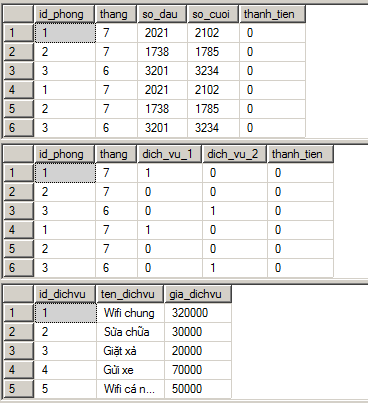 id_phong thang so_dau so_cuoi thanh_tien
1 1 7 2021 2102 0
2 2 7 1738 1785 0
3 3 6 3201 3234 0
4 1 7 2021 2102 0
5 2 7 1738 1785 0
6 3 6 3201 3234 0
id_phong thang dich_vu_1 dich_vu_2 thanh_tien
1 1 7 1 0 0
2 2 7 0 0 0
3 3 6 0 1 0
4 1 7 1 0 0
5 2 7 0 0 0
6 3 6 0 1 0
id_dichvu ten_dichvu gia_dichvu
1 1 Wifi chung 320000
2 2 Sửa chữa 30000
3 3 Giặt xả 20000
4 4 Gửi xe 70000
5 5 Wifi cá n... 50000